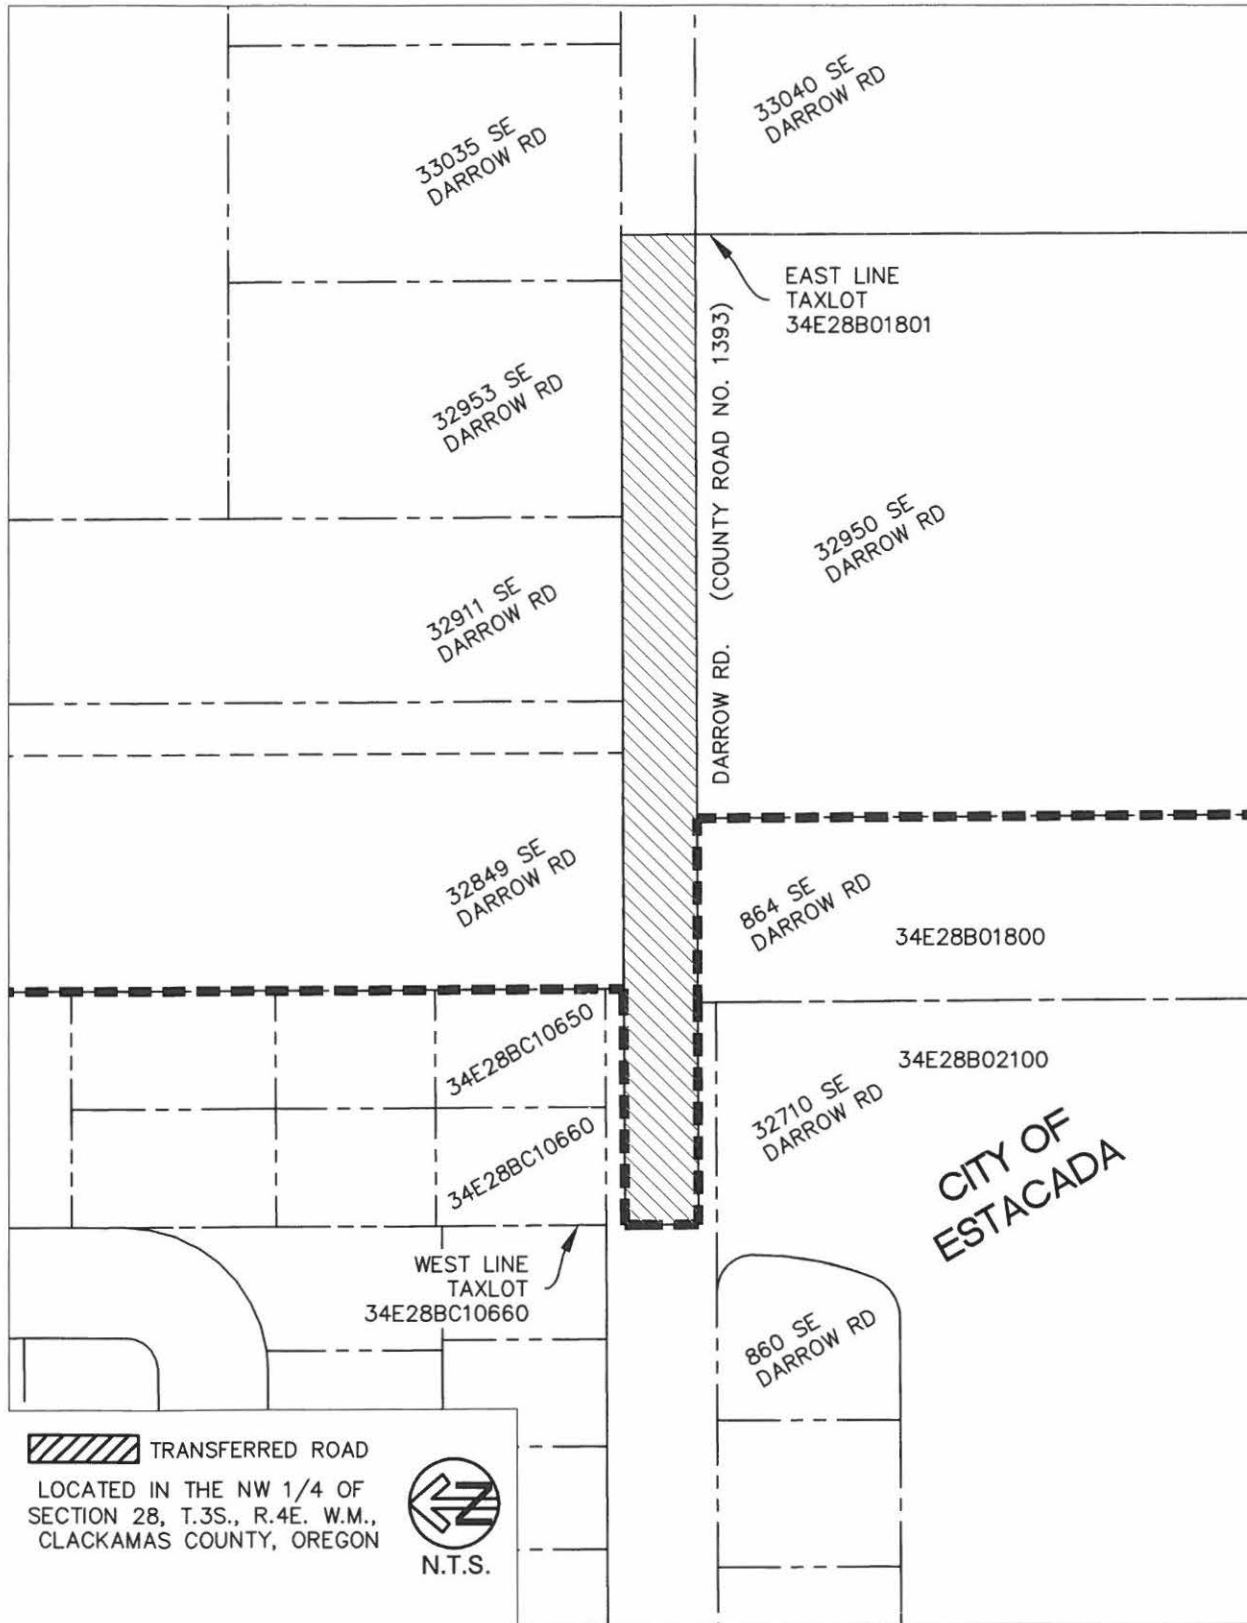 33040 SE
DARROW RD
33035 SE
DARROW RD
EAST LINE
TAXLOT
34E28B01801
32953 SE
DARROW RD
DARROW RD. (COUNTY ROAD NO. 1393)
32950 SE
DARROW RD
32911 SE
DARROW RD
32849 SE
DARROW RD
864 SE
DARROW RD
34E28B01800
34E28BC10650
34E28B02100
34E28BC10660
32710 SE
DARROW RD
CITY OF
ESTACADA
WEST LINE
TAXLOT
34E28BC10660
860 SE
DARROW RD
TRANSFERRED ROAD
LOCATED IN THE NW 1/4 OF
SECTION 28, T.3S., R.4E. W.M.,
CLACKAMAS COUNTY, OREGON
N
N.T.S.